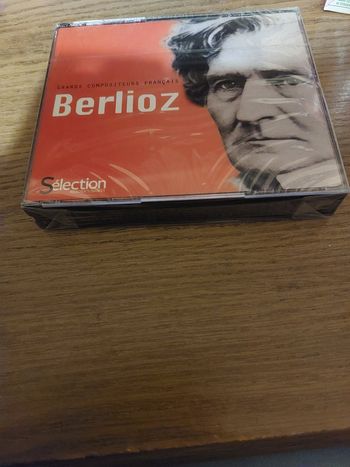 GRANDS COMPOSITEURS FRANÇAIS
Berlioz
Sélection